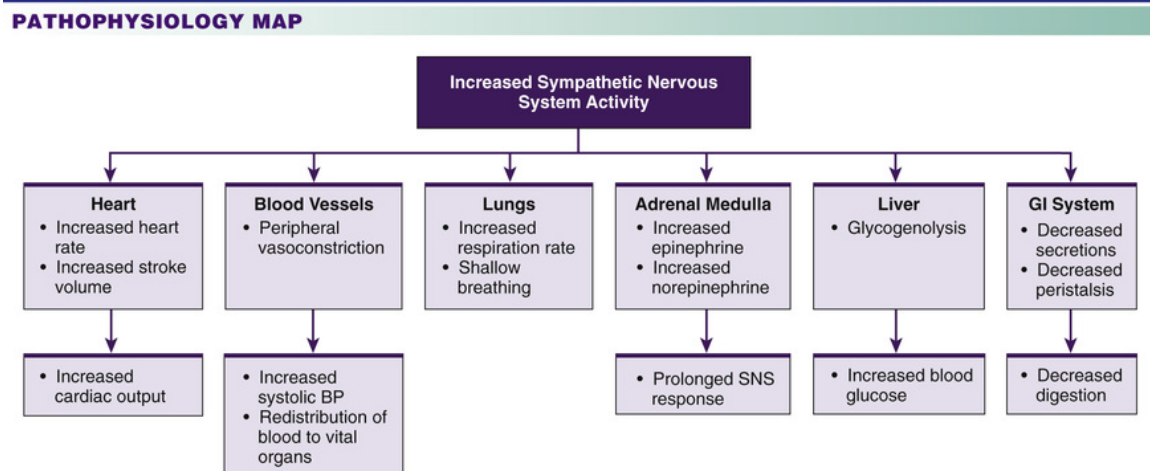 PATHOPHYSIOLOGY MAP
Increased Sympathetic Nervous
System Activity
Heart
• Increased heart
rate
• Increased stroke
volume
Blood Vessels
• Peripheral
vasoconstriction
Lungs
• Increased
respiration rate
• Shallow
breathing
Adrenal Medulla
• Increased
epinephrine
• Increased
norepinephrine
Liver
• Glycogenolysis
GI System
• Decreased
secretions
• Decreased
peristalsis
• Increased
cardiac output
• Increased
systolic BP
• Redistribution of
blood to vital
organs
• Prolonged SNS
response
• Increased blood
glucose
• Decreased
digestion